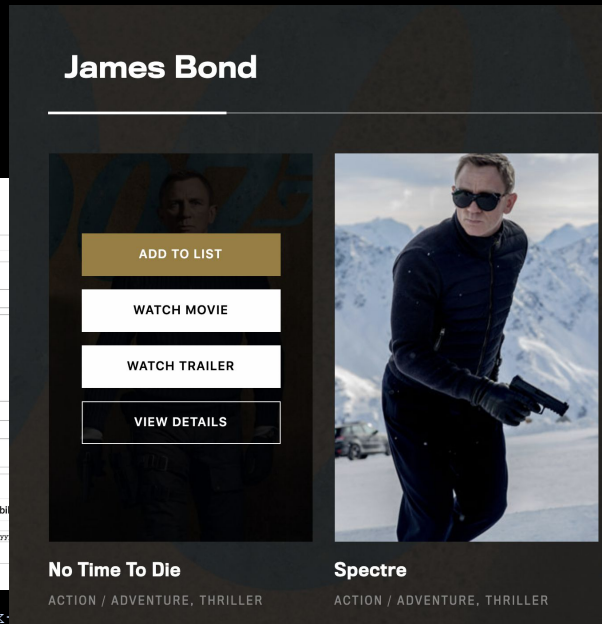 James Bond
007
ADD TO LIST
WATCH MOVIE
WATCH TRAILER
VIEW DETAILS
No Time To Die
Spectre
ACTION / ADVENTURE, THRILLER
ACTION / ADVENTURE, THRILLER